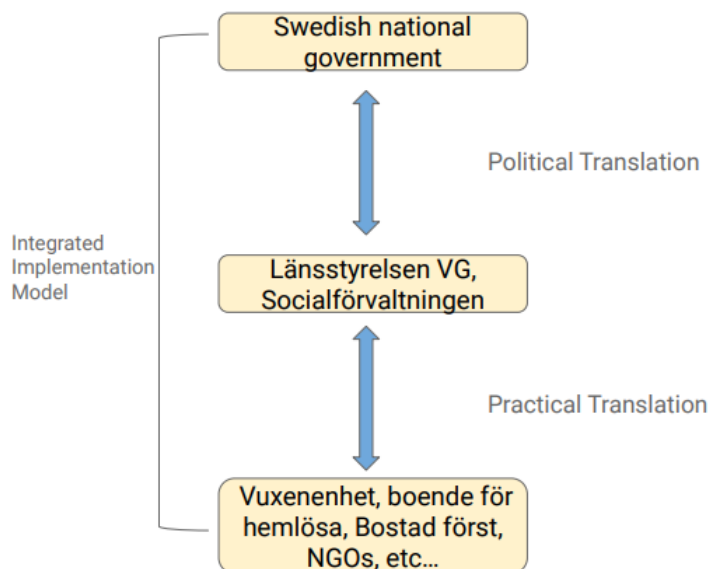 Swedish national
government
Political Translation
Integrated
Implementation
Model
Länsstyrelsen VG,
Socialförvaltningen
Practical Translation
Vuxenenhet, boende för
hemlösa, Bostad först,
NGOs, etc...